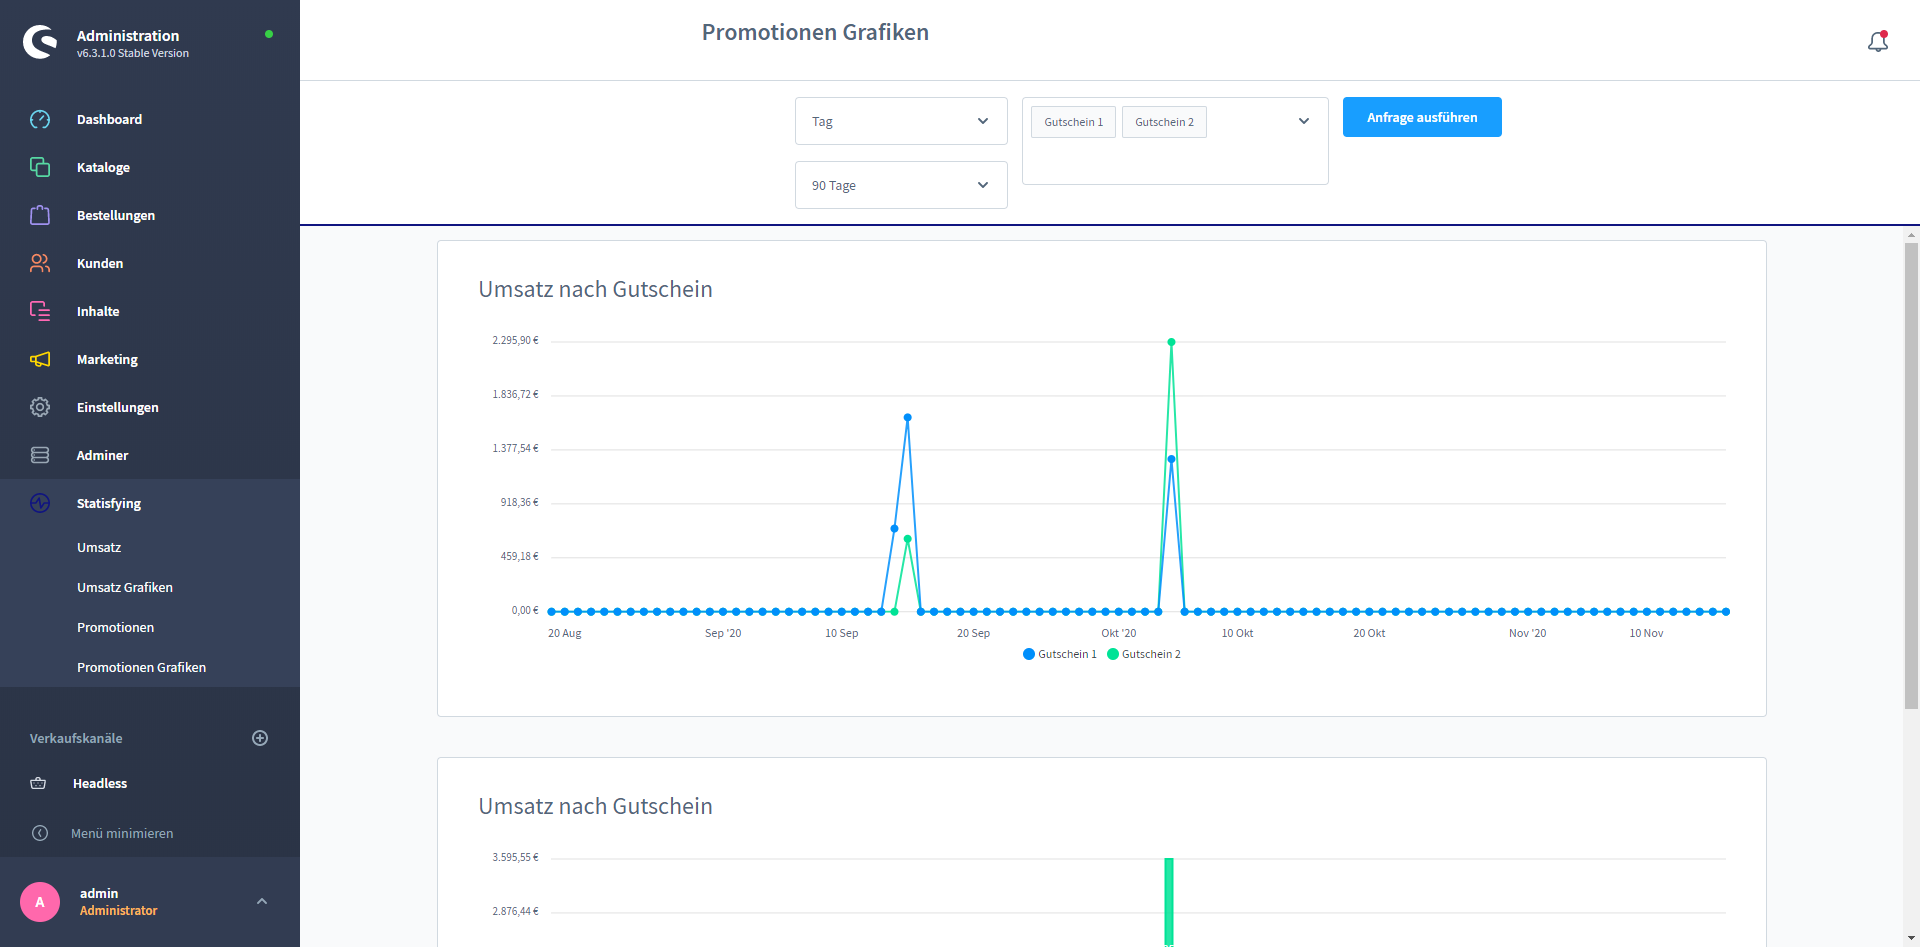 Administration
v6.3.1.0 Stable Version
Dashboard
Kataloge
Bestellungen
Kunden
Inhalte
Marketing
Einstellungen
Adminer
Statisfying
Umsatz
Umsatz Grafiken
Promotionen
Promotionen Grafiken
Verkaufskanäle
Headless
Menü minimieren
A
admin
Administrator
Promotionen Grafiken
Tag
90 Tage
Gutschein 1 Gutschein 2
Anfrage ausführen
Umsatz nach Gutschein
2.295,90 €
1.836,72 €
1.377,54 €
918,36 €
459,18 €
0,00 €
20 Aug Sep '20 10 Sep 20 Sep Okt '20 10 Okt 20 Okt Nov '20 10 Nov
Gutschein 1 Gutschein 2
Umsatz nach Gutschein
3.595,55 €
2.876,44 €